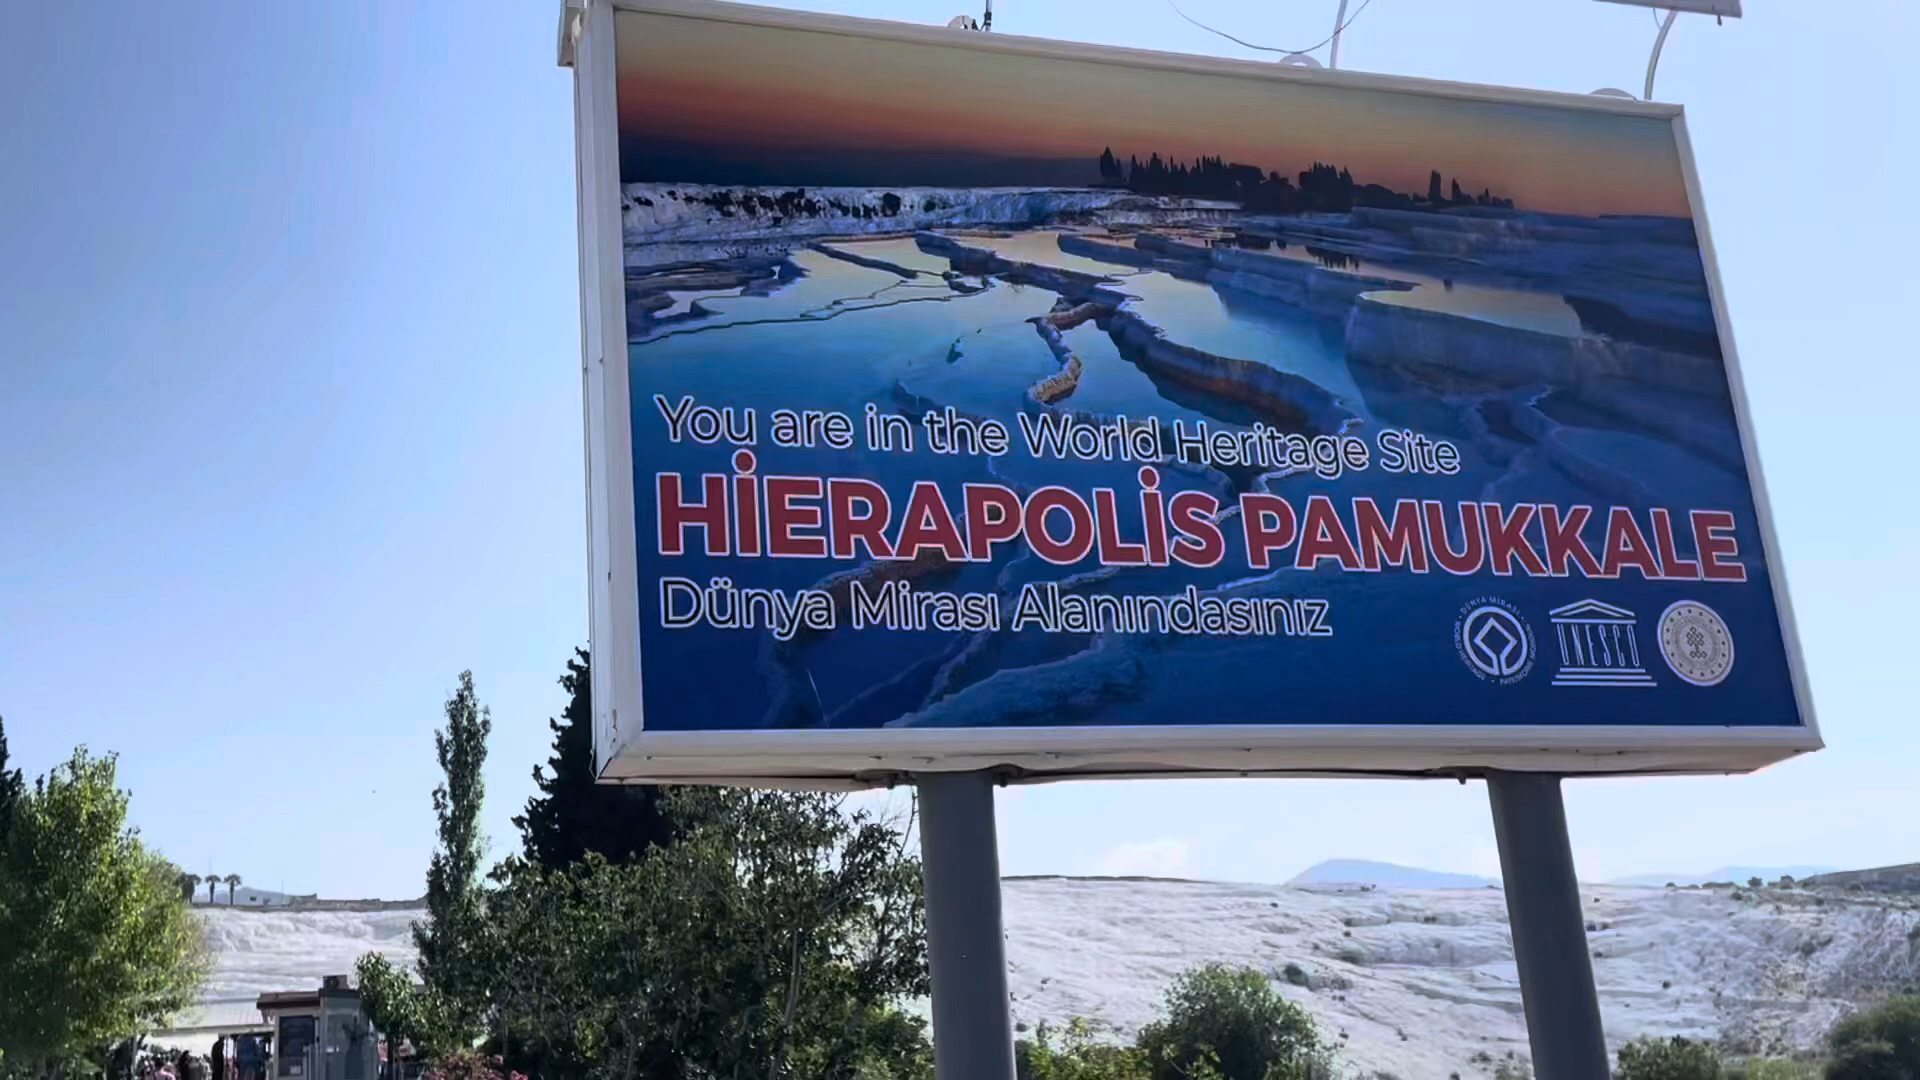 You are in the World Heritage Site
HİERAPOLİS PAMUKKALE
Dünya Mirası Alanındasınız
UNESCO